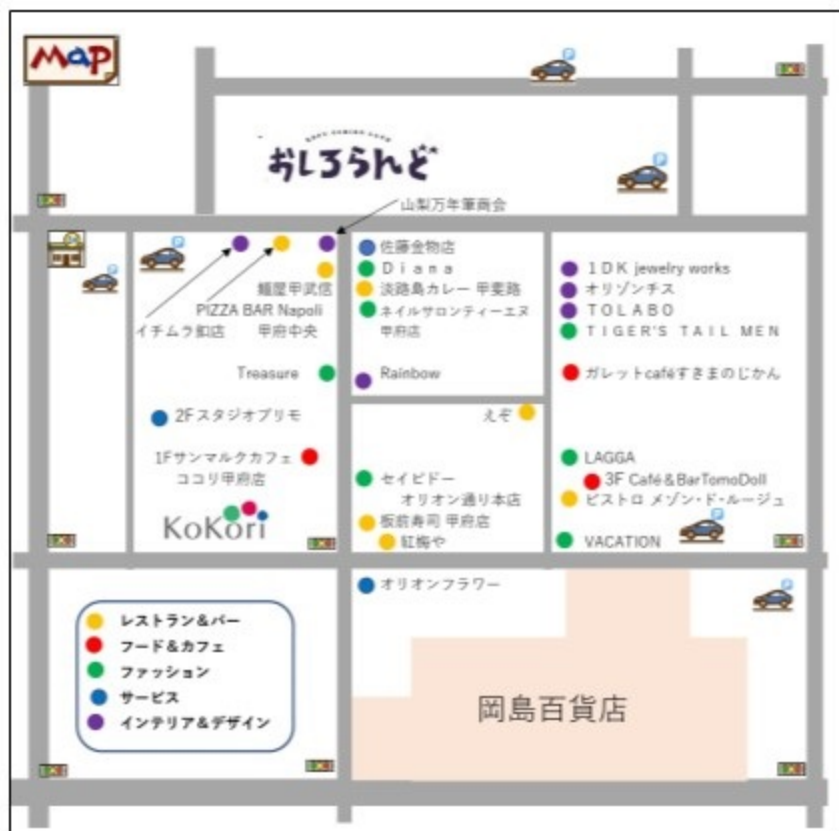 MaP
おしろらんど
山梨万年筆商会
麺屋甲武信
PIZZA BAR Napoli
甲府中央
イチムラ釦店
Treasure
2Fスタジオプリモ
1Fサンマルクカフェ
ココリ甲府店
KoKori
佐藤金物店
Diana
淡路島カレー 甲斐路
ネイルサロンティーエヌ
甲府店
Rainbow
えぞ
セイビドー
オリオン通り本店
板前寿司 甲府店
紅梅や
1DK jewelry works
オリゾンチス
TOLABO
TIGER'S TAIL MEN
ガレットcaféすきまのじかん
LAGGA
3F Café&BarTomoDoll
ビストロ メゾン・ド・ルージュ
VACATION
オリオンフラワー
岡島百貨店
レストラン&バー
フード&カフェ
ファッション
サービス
インテリア&デザイン